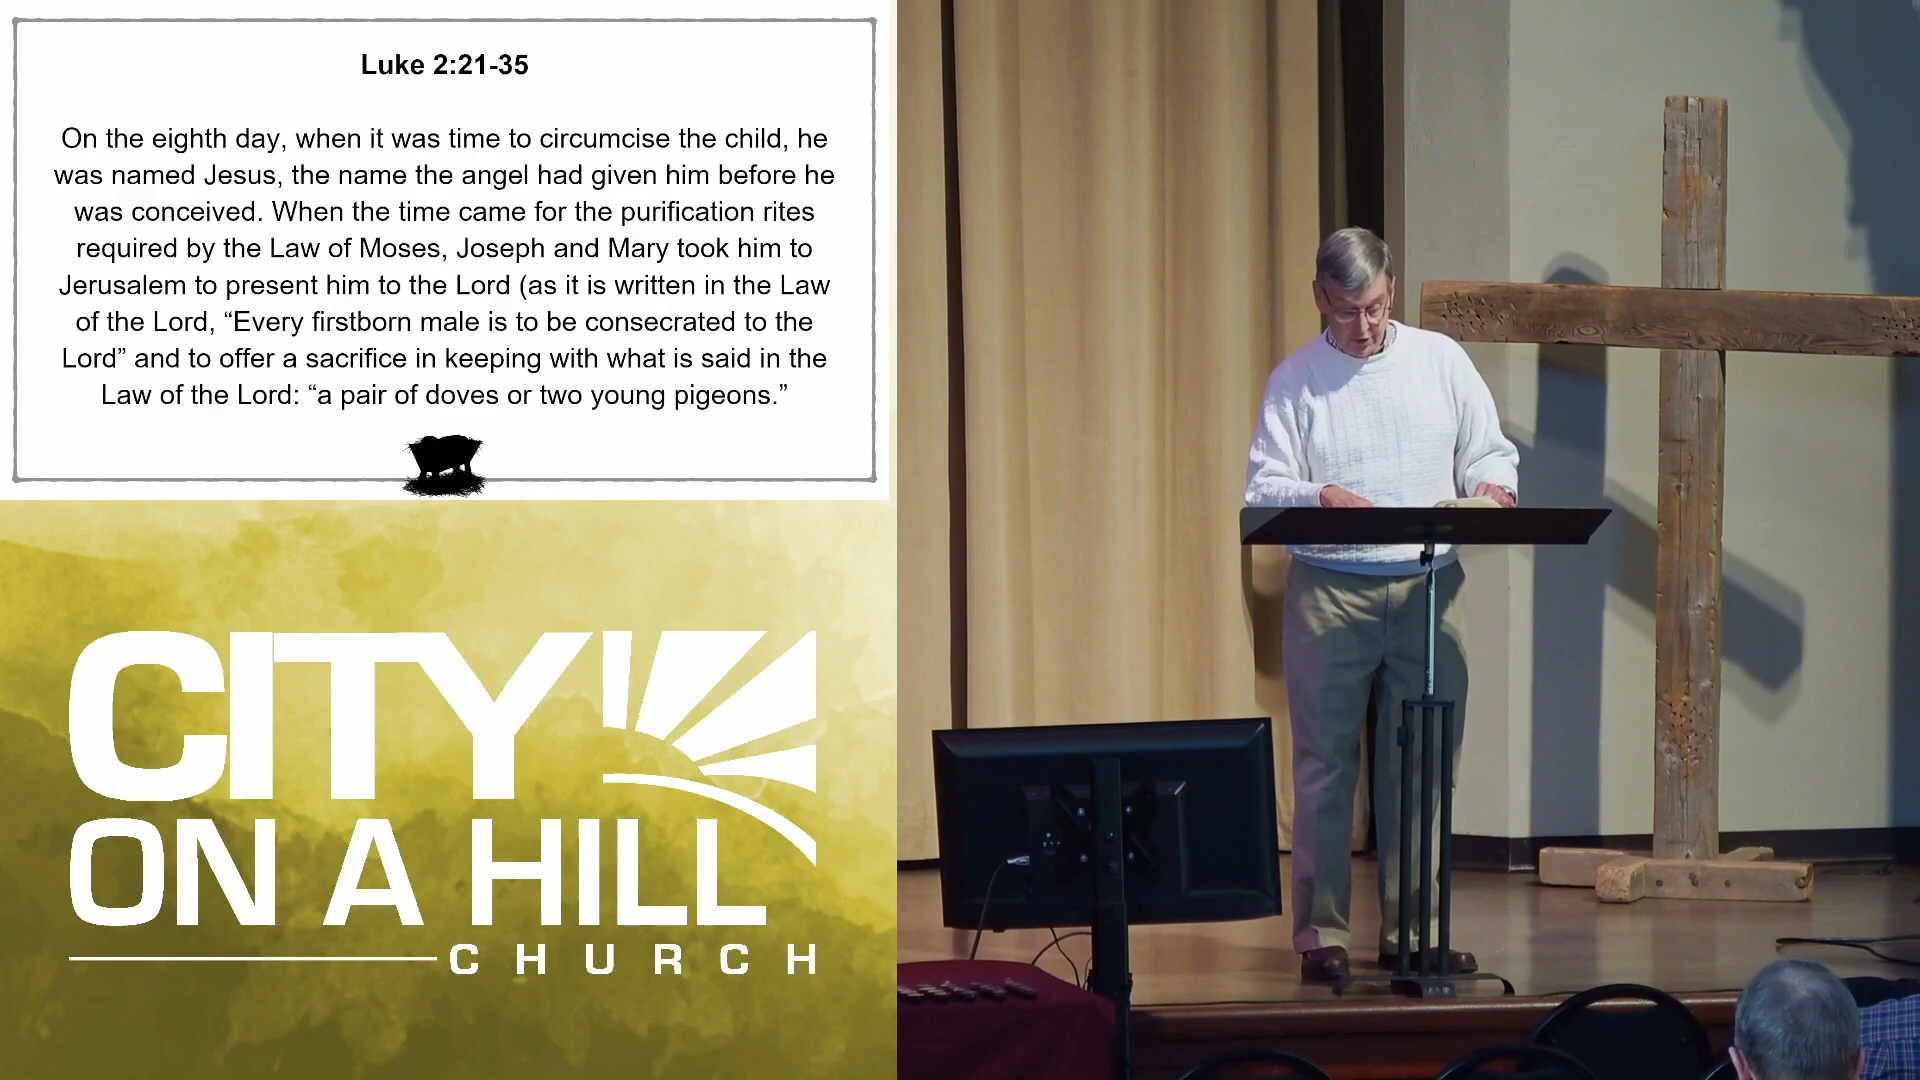 Luke 2:21-35
On the eighth day, when it was time to circumcise the child, he
was named Jesus, the name the angel had given him before he
was conceived. When the time came for the purification rites
required by the Law of Moses, Joseph and Mary took him to
Jerusalem to present him to the Lord (as it is written in the Law
of the Lord, “Every firstborn male is to be consecrated to the
Lord” and to offer a sacrifice in keeping with what is said in the
Law of the Lord: “a pair of doves or two young pigeons.”
CITY
ON A HILL
CHURCH